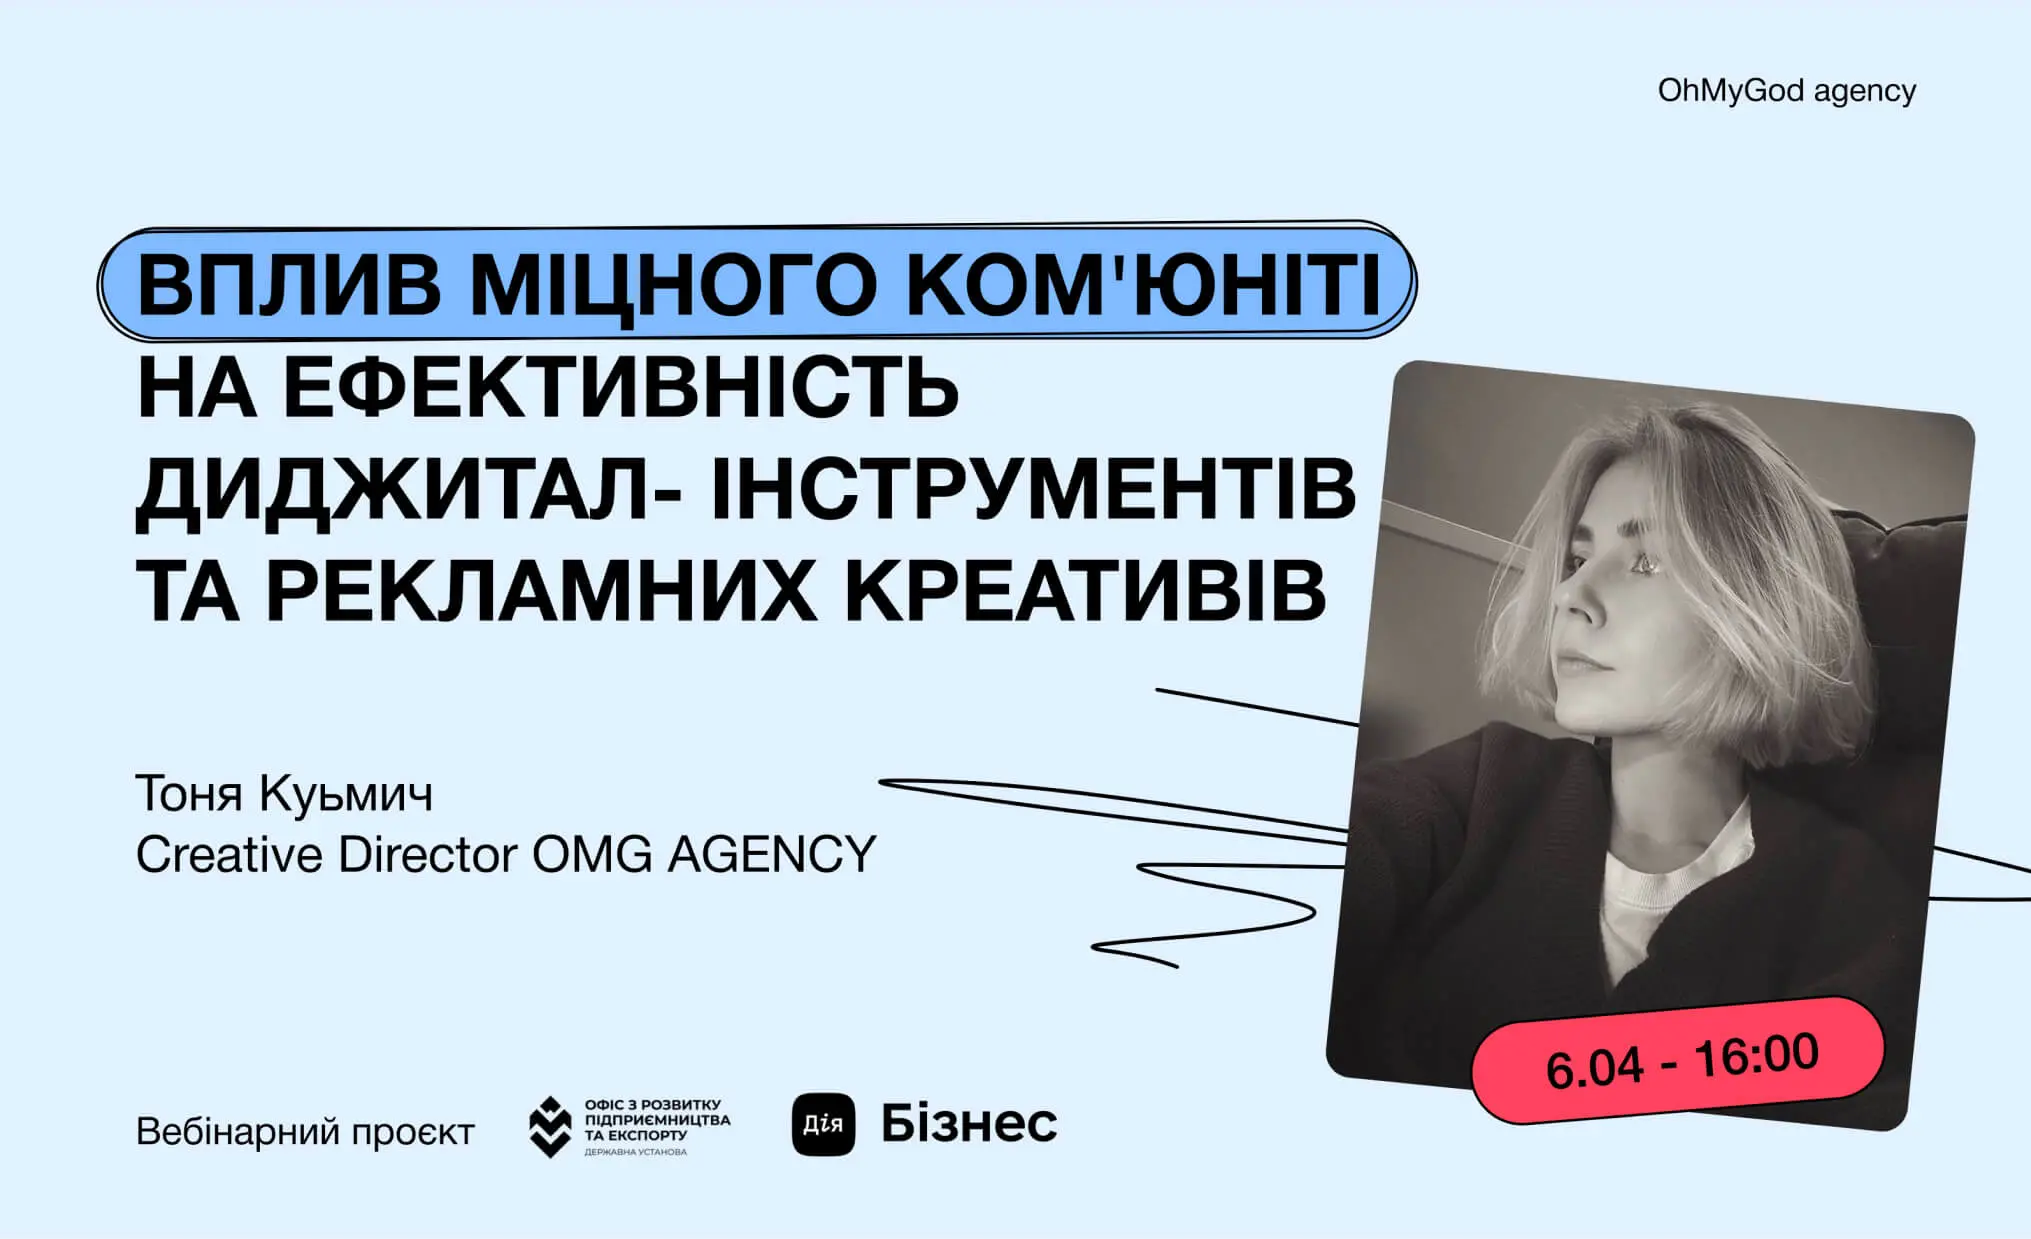 OhMyGod agency
ВПЛИВ МІЦНОГО КОМ'ЮНІТІ
НА ЕФЕКТИВНІСТЬ
ДИДЖИТАЛ- ІНСТРУМЕНТІВ
ТА РЕКЛАМНИХ КРЕАТИВІВ
Тоня Куьмич
Creative Director OMG AGENCY
6.04 - 16:00
Вебінарний проєкт
ОФІС З РОЗВИТКУ
ПІДПРИЄМНИЦТВА
ТА ЕКСПОРТУ
ДЕРЖАВНА УСТАНОВА
Дія
Бізнес